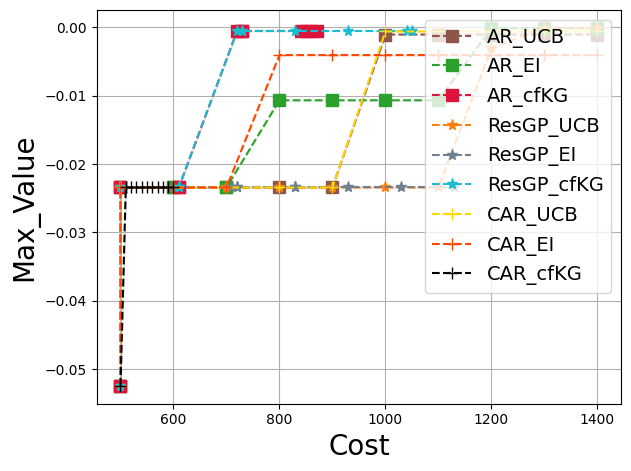 0.00
−0.01
−0.02
−0.03
−0.04
−0.05
Max_Value
600
800
1000
1200
1400
Cost
AR_UCB
AR_EI
AR_cfKG
ResGP_UCB
ResGP_EI
ResGP_cfKG
CAR_UCB
CAR_EI
CAR_cfKG